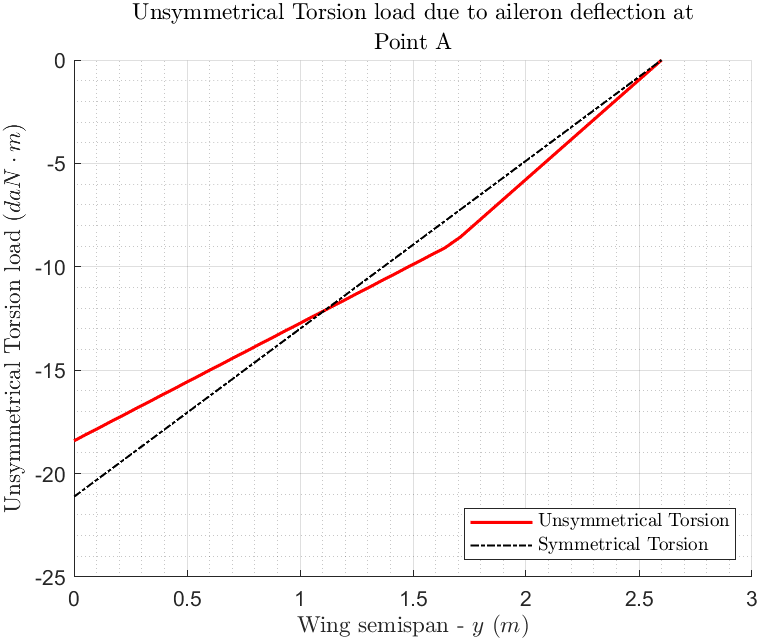 Unsymmetrical Torsion load due to aileron deflection at
Point A
Unsymmetrical Torsion load (daN · m)
0
-5
-10
-15
-20
-25
0
0.5
1
1.5
2
2.5
3
Wing semispan - y (m)
Unsymmetrical Torsion
Symmetrical Torsion